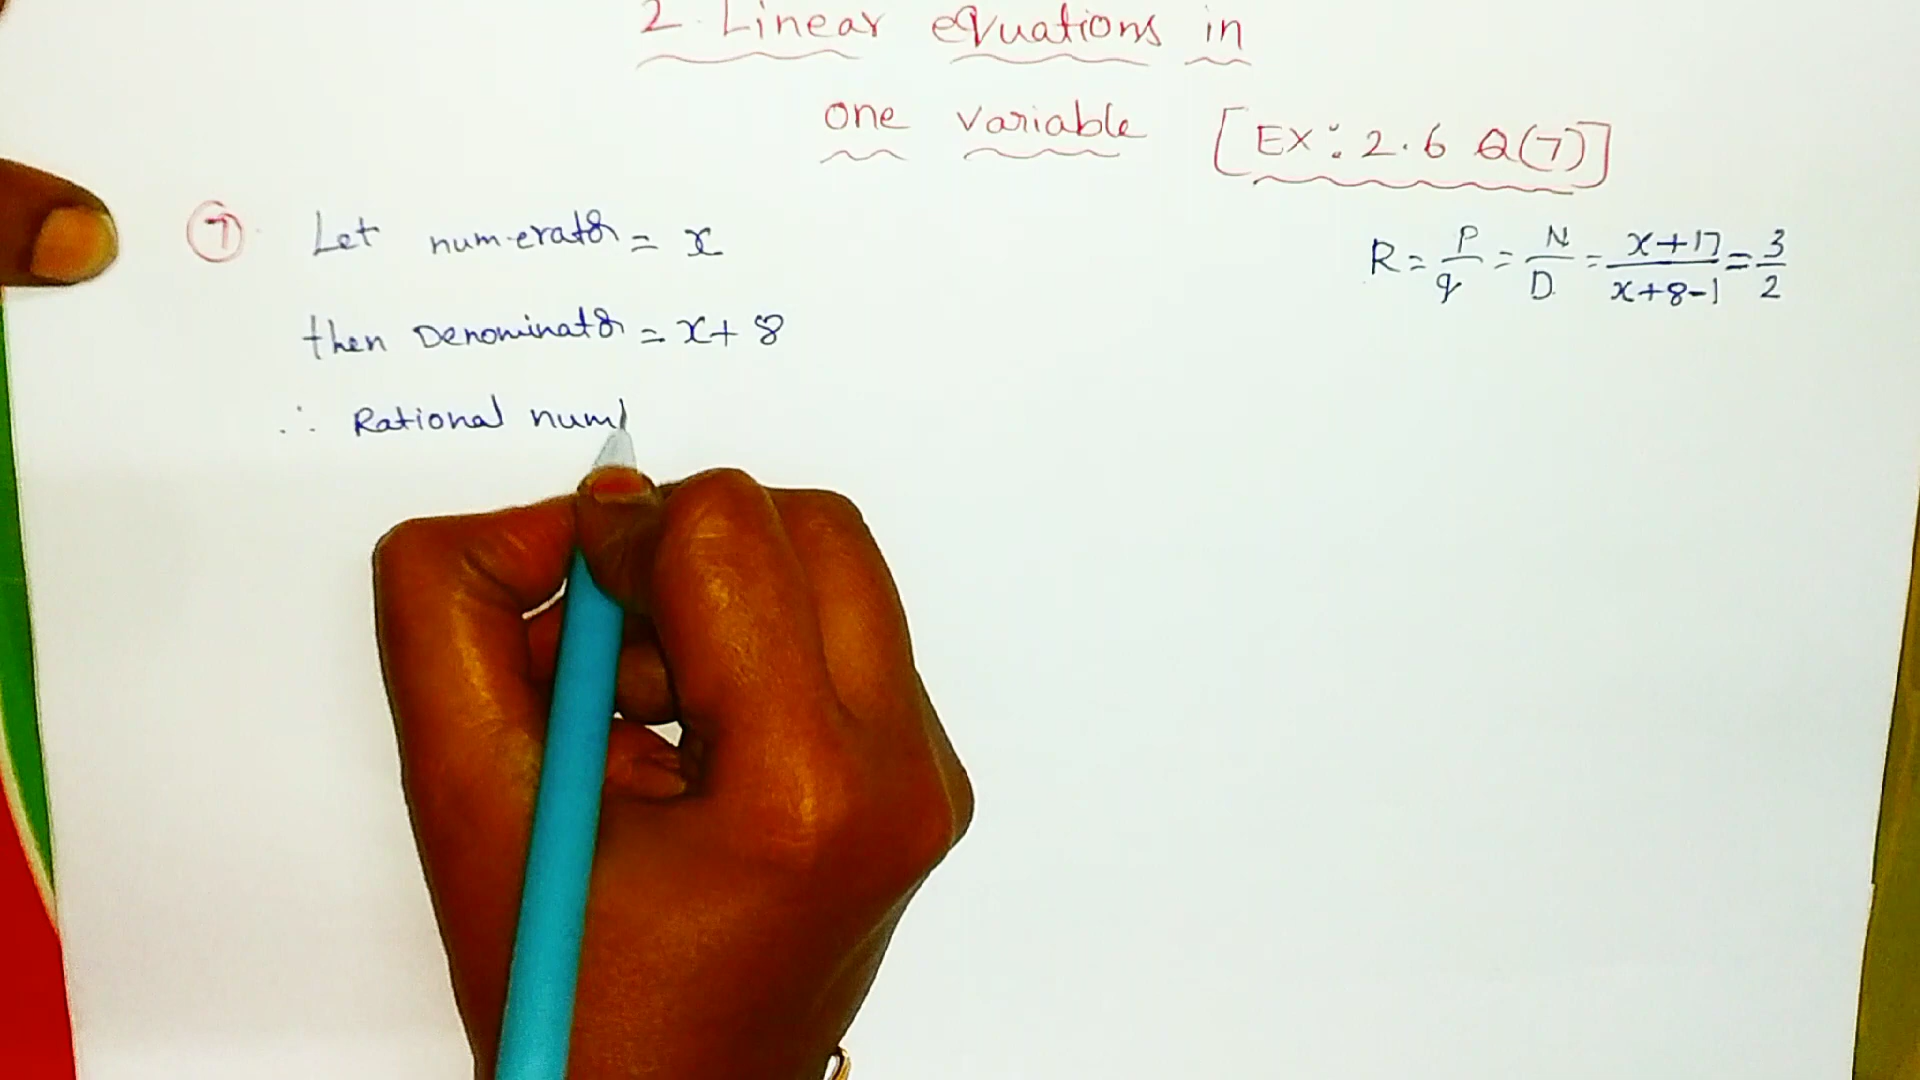 2. Linear equations in
one variable [EX: 2.6 Q(7)]
7 Let numerator = x
then Denominator = x + 8
∴ Rational numb
R = P/q = N/D = x+17/x+8-1 = 3/2